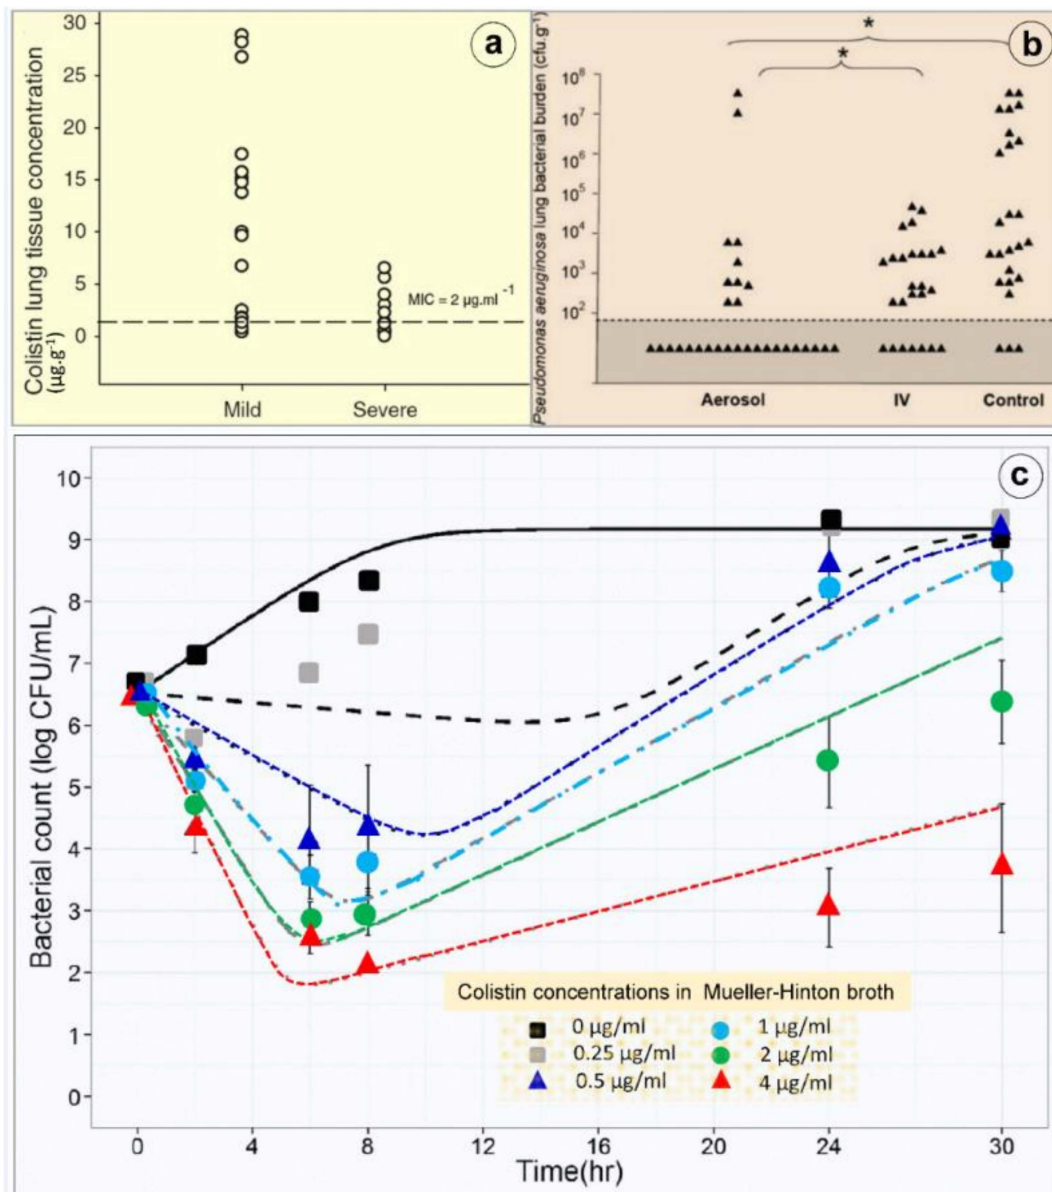 a
Colistin lung tissue concentration
(µg.g⁻¹)
30
25
20
15
10
5
0
MIC = 2 µg.ml⁻¹
Mild
Severe
b
Pseudomonas aeruginosa lung bacterial burden (cfu.g⁻¹)
*
*
10⁸
10⁷
10⁶
10⁵
10⁴
10³
10²
Aerosol
IV
Control
c
Bacterial count (log CFU/mL)
10
9
8
7
6
5
4
3
2
1
0
Colistin concentrations in Mueller-Hinton broth
0 µg/ml
1 µg/ml
0.25 µg/ml
2 µg/ml
0.5 µg/ml
4 µg/ml
0
4
8
12
16
20
24
30
Time(hr)